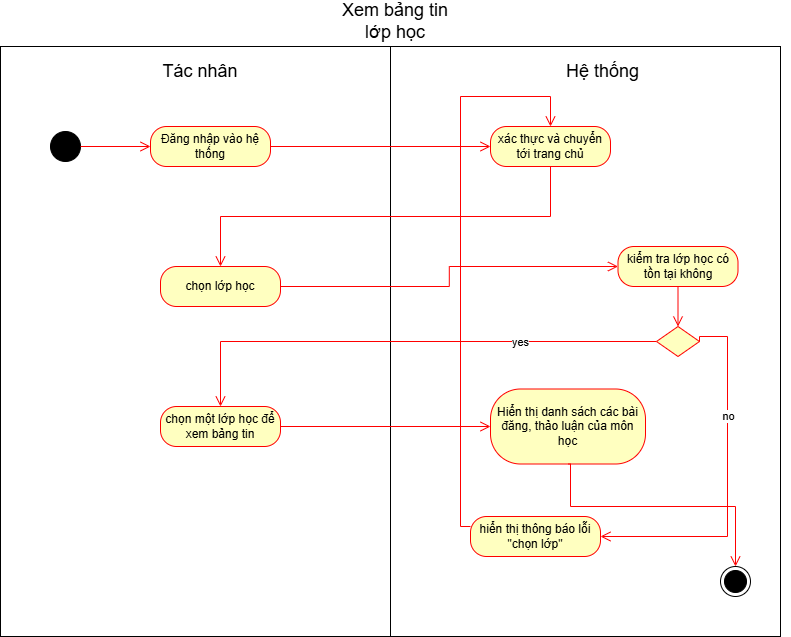 Xem bảng tin
lớp học
Tác nhân
Hệ thống
Đăng nhập vào hệ
thống
xác thực và chuyển
tới trang chủ
chọn lớp học
kiểm tra lớp học có
tồn tại không
yes
no
chọn một lớp học để
xem bảng tin
Hiển thị danh sách các bài
đăng, thảo luận của môn
học
hiển thị thông báo lỗi
"chọn lớp"